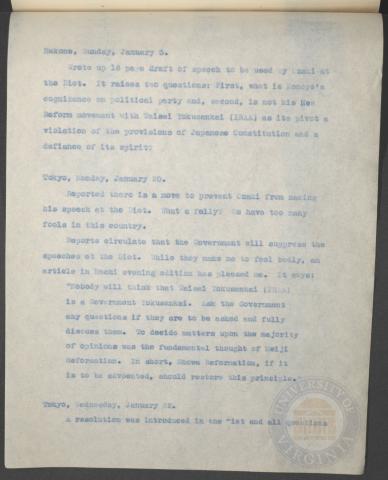 Hakone, Sunday, January 5.
Wrote up 16 page draft of speech to be used by Ozaki at
the Diet. It raises two questions: First, what is Konoye's
cognizance on political party and, second, is not his New
Reform movement with Taisei Yokusankai (IRAA) as its pivot a
violation of the provisions of Japanese Constitution and a
defiance of its spirit?
Tokyo, Monday, January 20.
Reported there is a move to prevent Ozaki from making
his speech at the Diet. What a folly! We have too many
fools in this country.
Reports circulate that the Government will suppress the
speeches at the Diet. While they make me to feel bodly, an
article in Nichi evening edition has pleased me. It says:
"Nobody will think that Taisei Yokusankai (IRAA)
is a Government Yokusankai. Ask the Government
any questions if they are to be asked and fully
discuss them. To decide matters upon the majority
of opinions was the fundamental thought of Meiji
Reformation. In short, Showa Reformation, if it
is to be advocated, should restore this principle."
Tokyo, Wednesday, January 22.
A resolution was introduced in the "iet and all questions
UNIVERSITY OF
VIRGINIA